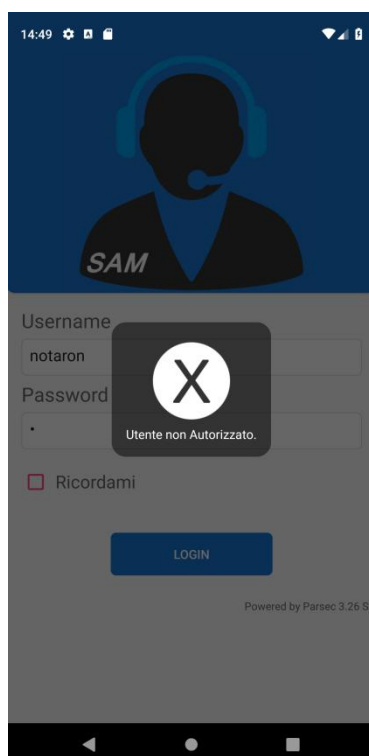 14:49
SAM
Username
notaron
Password
X
Utente non Autorizzato.
Ricordami
LOGIN
Powered by Parsec 3.26 S